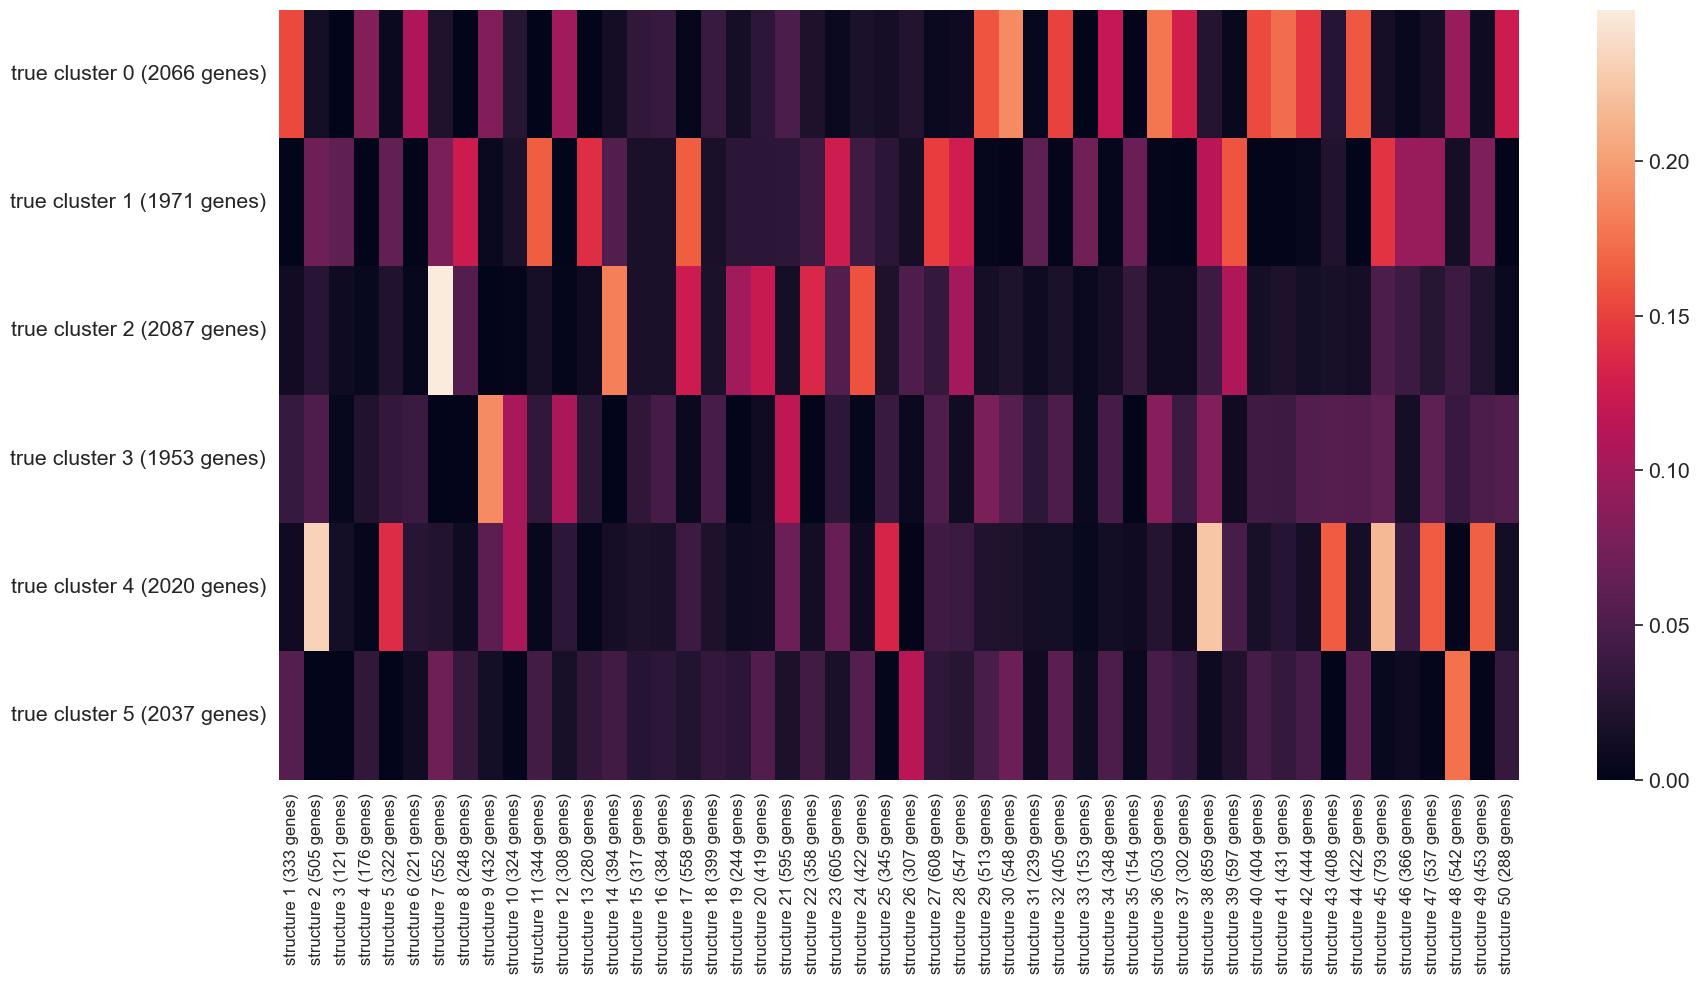 true cluster 0 (2066 genes)
true cluster 1 (1971 genes)
true cluster 2 (2087 genes)
true cluster 3 (1953 genes)
true cluster 4 (2020 genes)
true cluster 5 (2037 genes)
0.20
0.15
0.10
0.05
0.00
structure 1 (333 genes)
structure 2 (505 genes)
structure 3 (121 genes)
structure 4 (176 genes)
structure 5 (322 genes)
structure 6 (221 genes)
structure 7 (552 genes)
structure 8 (248 genes)
structure 9 (432 genes)
structure 10 (324 genes)
structure 11 (344 genes)
structure 12 (308 genes)
structure 13 (280 genes)
structure 14 (394 genes)
structure 15 (317 genes)
structure 16 (384 genes)
structure 17 (558 genes)
structure 18 (399 genes)
structure 19 (244 genes)
structure 20 (419 genes)
structure 21 (595 genes)
structure 22 (358 genes)
structure 23 (605 genes)
structure 24 (422 genes)
structure 25 (345 genes)
structure 26 (307 genes)
structure 27 (608 genes)
structure 28 (547 genes)
structure 29 (513 genes)
structure 30 (548 genes)
structure 31 (239 genes)
structure 32 (405 genes)
structure 33 (153 genes)
structure 34 (348 genes)
structure 35 (154 genes)
structure 36 (503 genes)
structure 37 (302 genes)
structure 38 (859 genes)
structure 39 (597 genes)
structure 40 (404 genes)
structure 41 (431 genes)
structure 42 (444 genes)
structure 43 (408 genes)
structure 44 (422 genes)
structure 45 (793 genes)
structure 46 (366 genes)
structure 47 (537 genes)
structure 48 (542 genes)
structure 49 (453 genes)
structure 50 (288 genes)